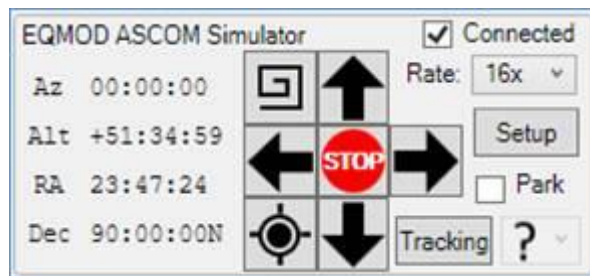 EQMOD ASCOM Simulator
Connected
Az 00:00:00
Rate: 16x
Alt +51:34:59
STOP
Setup
RA 23:47:24
Park
Dec 90:00:00N
Tracking
?